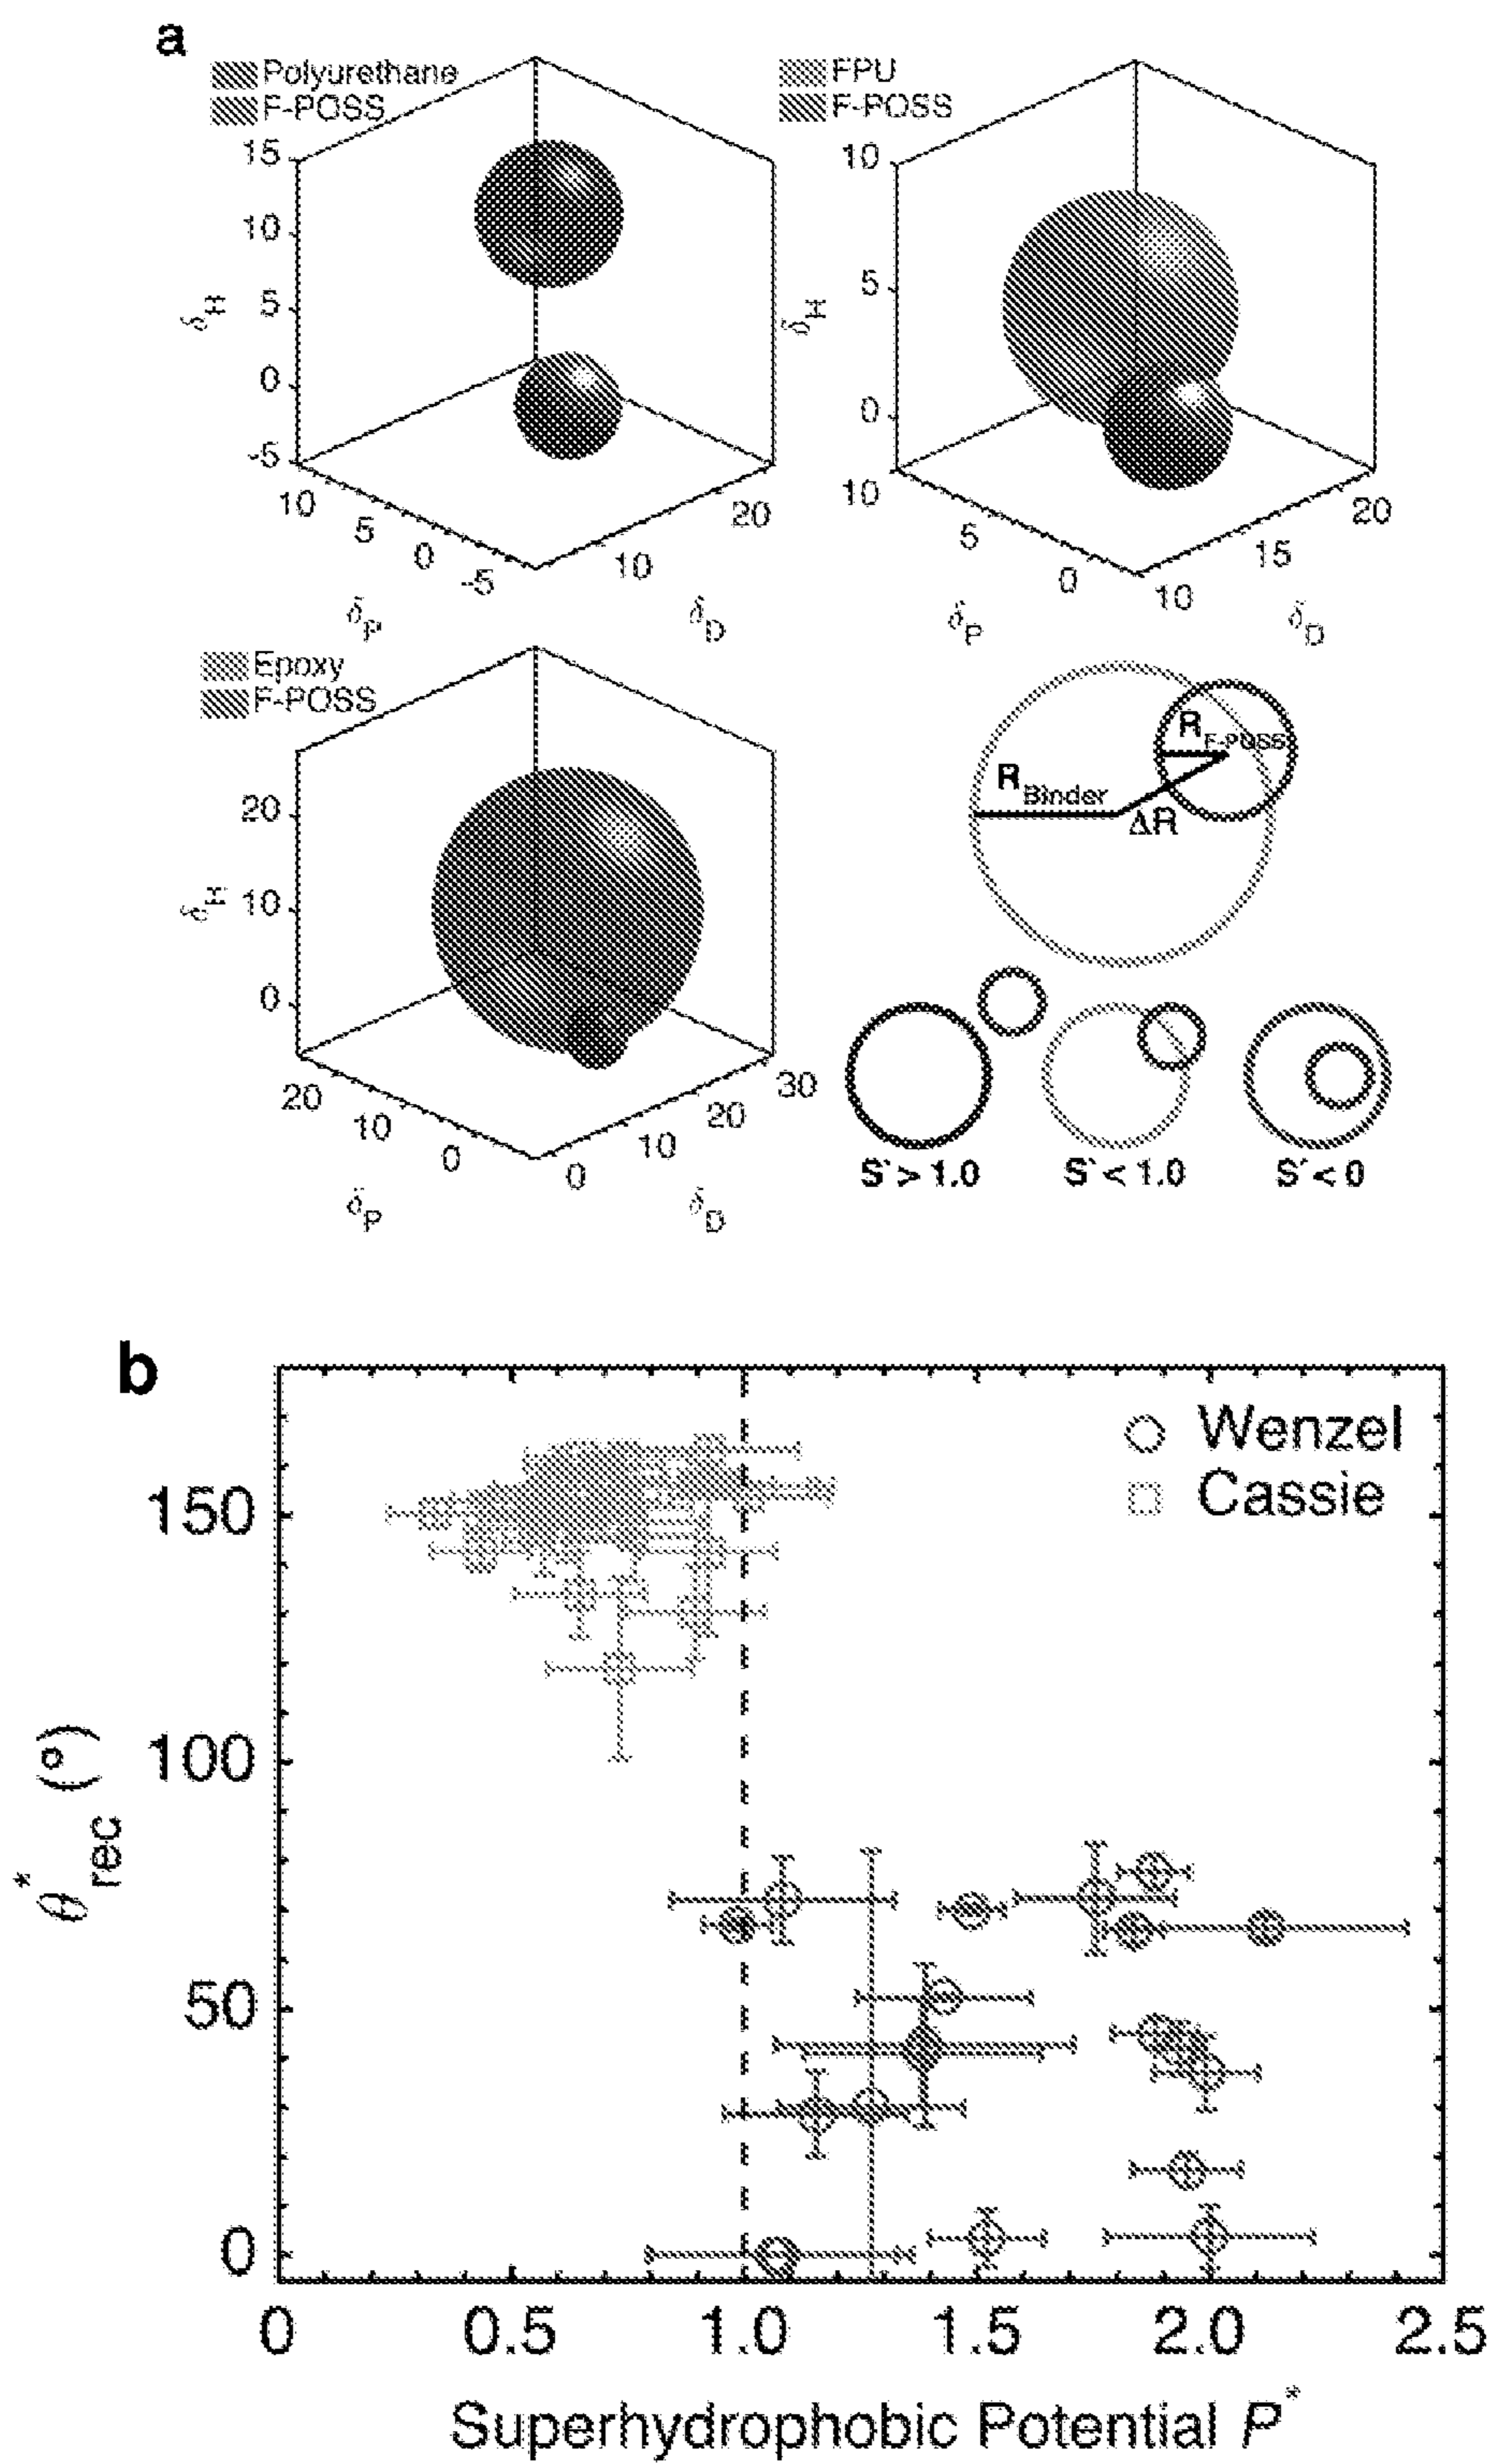 a
Polyurethane
F-POSS
15
10
5
0
-5
δH
10
5
0
-5
δP
10
20
δD
FPU
F-POSS
10
5
0
δH
10
5
0
δP
10
15
20
δD
Epoxy
F-POSS
20
10
0
δH
20
10
0
δP
0
10
20
30
δD
R F-POSS
R Binder
ΔR
S*> 1.0
S*< 1.0
S*< 0
b
Wenzel
Cassie
150
100
50
0
θ*rec (°)
0
0.5
1.0
1.5
2.0
2.5
Superhydrophobic Potential P*